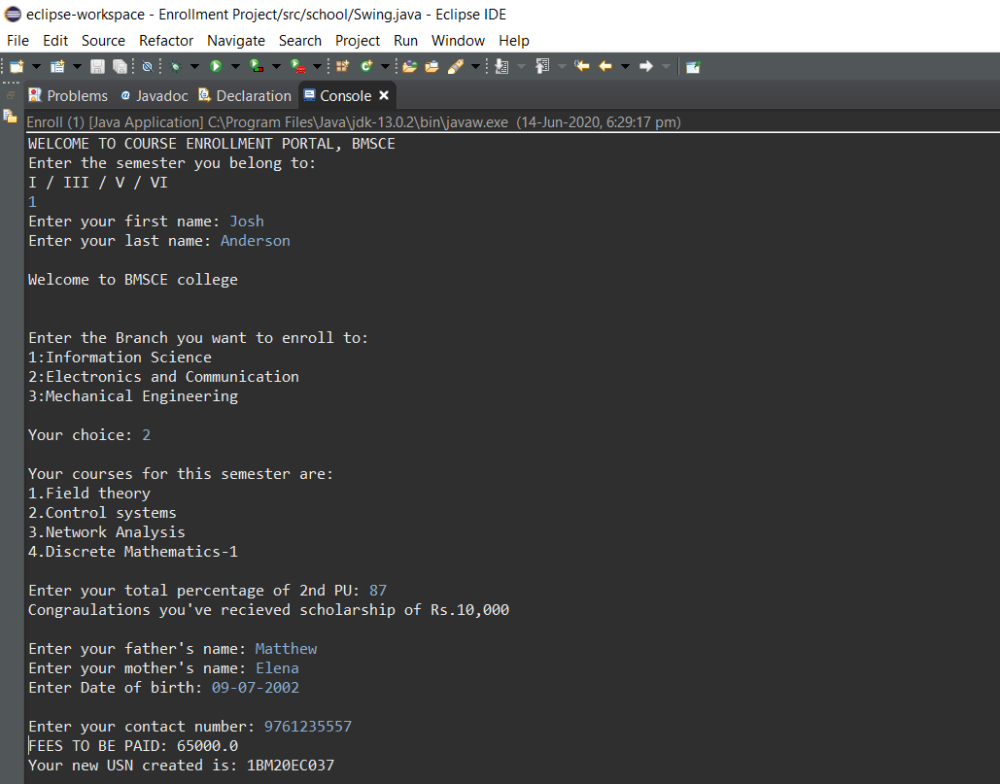 eclipse-workspace - Enrollment Project/src/school/Swing.java - Eclipse IDE
File Edit Source Refactor Navigate Search Project Run Window Help
Problems Javadoc Declaration Console
Enroll (1) [Java Application] C:\Program Files\Java\jdk-13.0.2\bin\javaw.exe (14-Jun-2020, 6:29:17 pm)
WELCOME TO COURSE ENROLLMENT PORTAL, BMSCE
Enter the semester you belong to:
I / III / V / VI
1
Enter your first name: Josh
Enter your last name: Anderson
Welcome to BMSCE college
Enter the Branch you want to enroll to:
1:Information Science
2:Electronics and Communication
3:Mechanical Engineering
Your choice: 2
Your courses for this semester are:
1.Field theory
2.Control systems
3.Network Analysis
4.Discrete Mathematics-1
Enter your total percentage of 2nd PU: 87
Congraulations you've recieved scholarship of Rs.10,000
Enter your father's name: Matthew
Enter your mother's name: Elena
Enter Date of birth: 09-07-2002
Enter your contact number: 9761235557
FEES TO BE PAID: 65000.0
Your new USN created is: 1BM20EC037